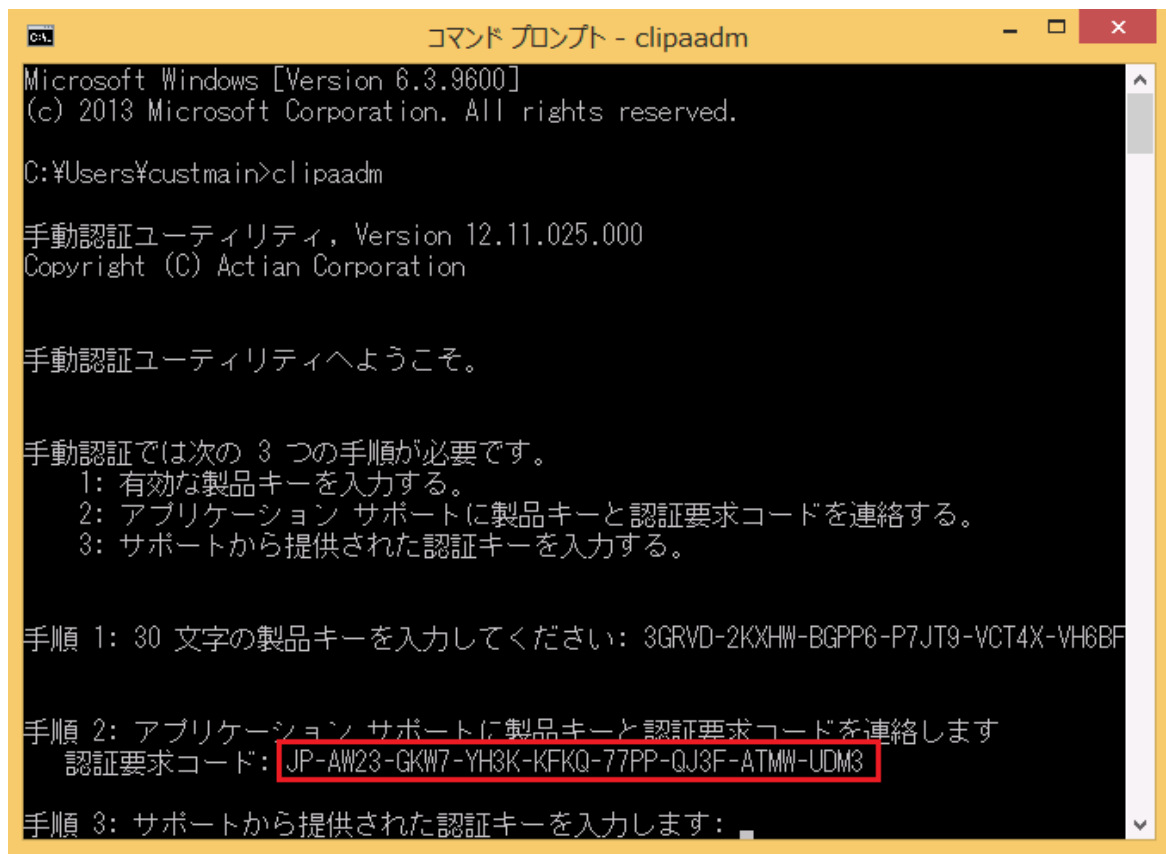 コマンド プロンプト - clipaadm
Microsoft Windows [Version 6.3.9600]
(c) 2013 Microsoft Corporation. All rights reserved.
C:¥Users¥custmain>clipaadm
手動認証ユーティリティ, Version 12.11.025.000
Copyright (C) Actian Corporation
手動認証ユーティリティへようこそ。
手動認証では次の 3 つの手順が必要です。
1: 有効な製品キーを入力する。
2: アプリケーション サポートに製品キーと認証要求コードを連絡する。
3: サポートから提供された認証キーを入力する。
手順 1: 30 文字の製品キーを入力してください: 3GRVD-2KXHW-BGPP6-P7JT9-VCT4X-VH6BF
手順 2: アプリケーション サポートに製品キーと認証要求コードを連絡します
認証要求コード: JP-AW23-GKW7-YH3K-KFKQ-77PP-QJ3F-ATMW-UDM3
手順 3: サポートから提供された認証キーを入力します: